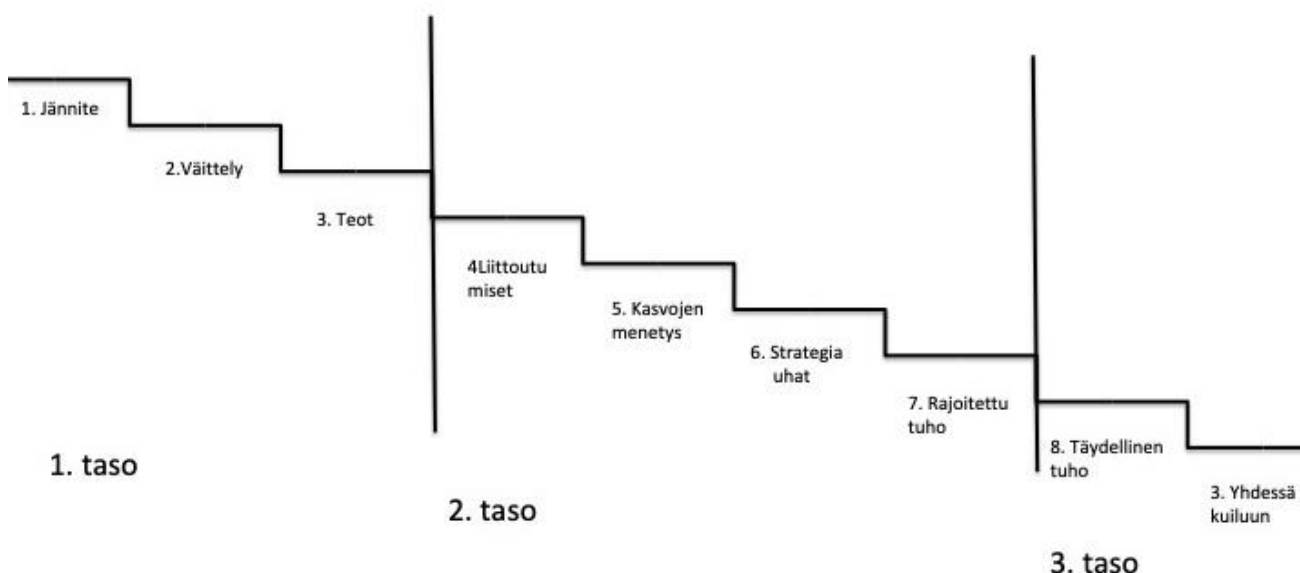 1. Jännite
2.Väittely
3. Teot
4Liittoutu
miset
5. Kasvojen
menetys
6. Strategia
uhat
7. Rajoitettu
tuho
8. Täydellinen
tuho
3. Yhdessä
kuiluun
1. taso
2. taso
3. taso